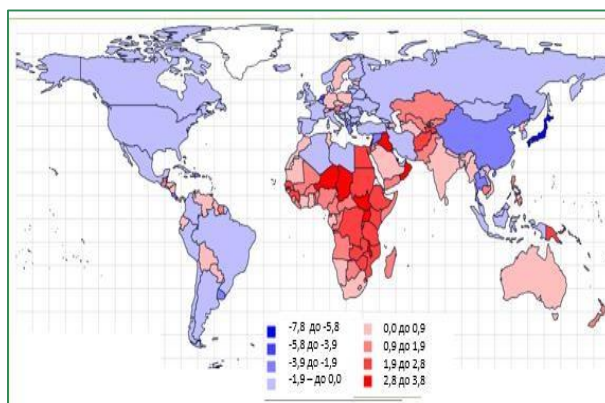 -7,8 до -5,8
-5,8 до -3,9
-3,9 до -1,9
-1,9 – до 0,0
0,0 до 0,9
0,9 до 1,9
1,9 до 2,8
2,8 до 3,8